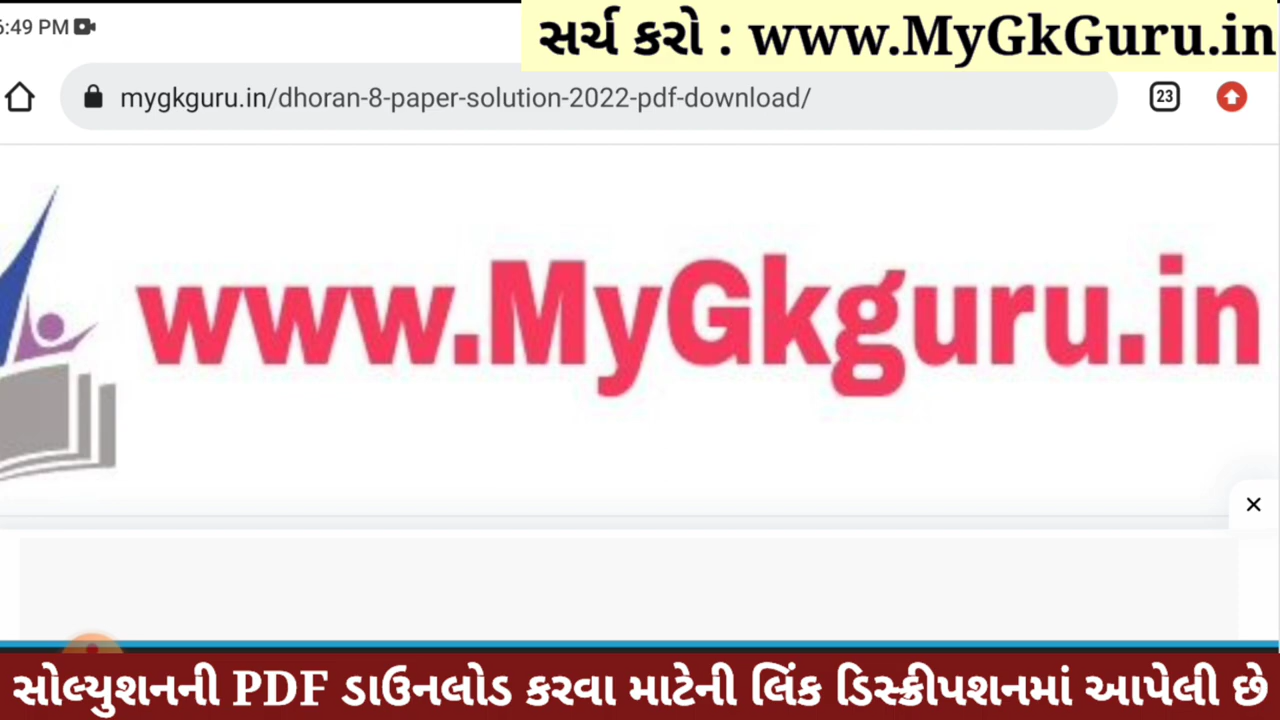 6:49 PM
સર્ચ કરો : www.MyGkGuru.in
mygkguru.in/dhoran-8-paper-solution-2022-pdf-download/
23
www.MyGkguru.in
સોલ્યુશનની PDF ડાઉનલોડ કરવા માટેની લિંક ડિસ્ક્રીપશનમાં આપેલી છે